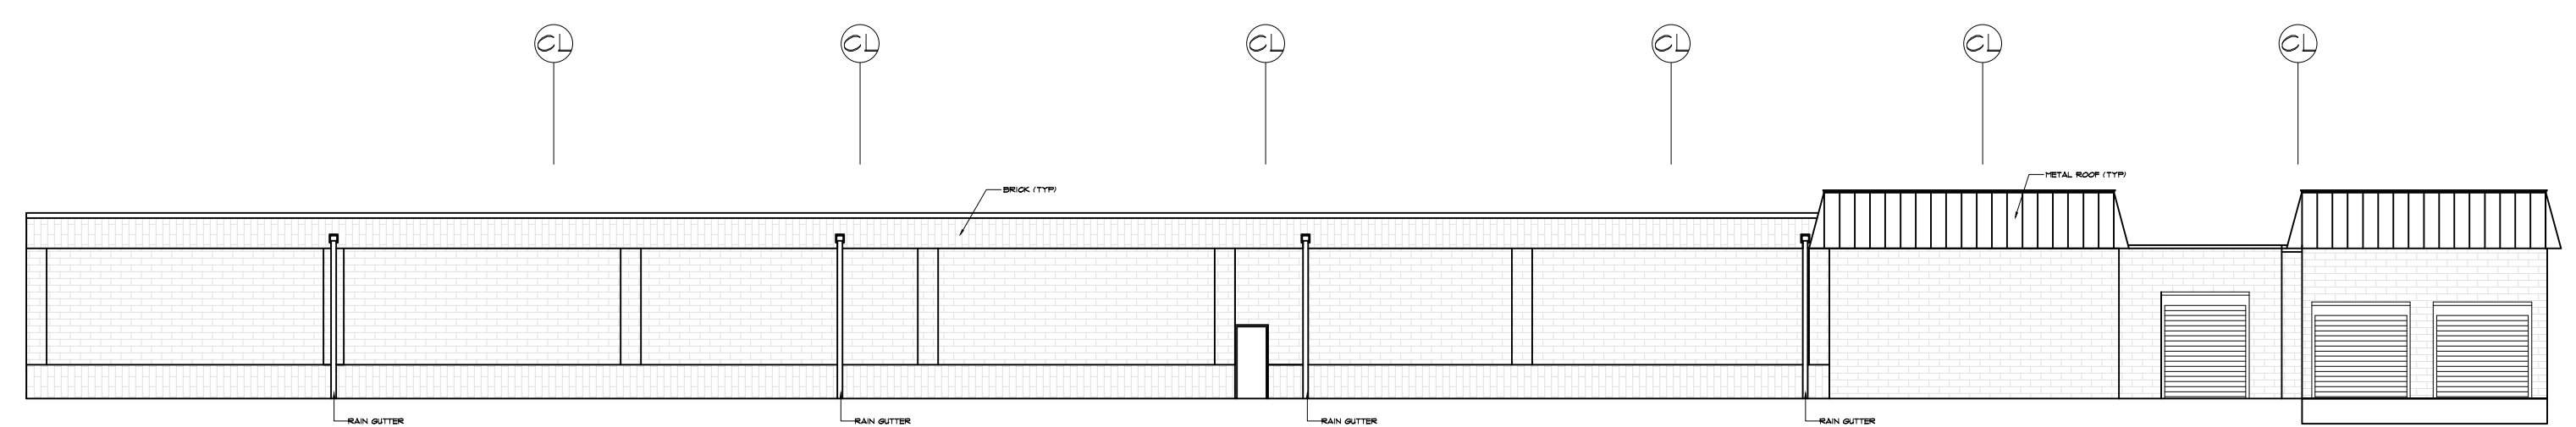 CL
CL
CL
CL
CL
CL
METAL ROOF (TYP)
BRICK (TYP)
RAIN GUTTER
RAIN GUTTER
RAIN GUTTER
RAIN GUTTER